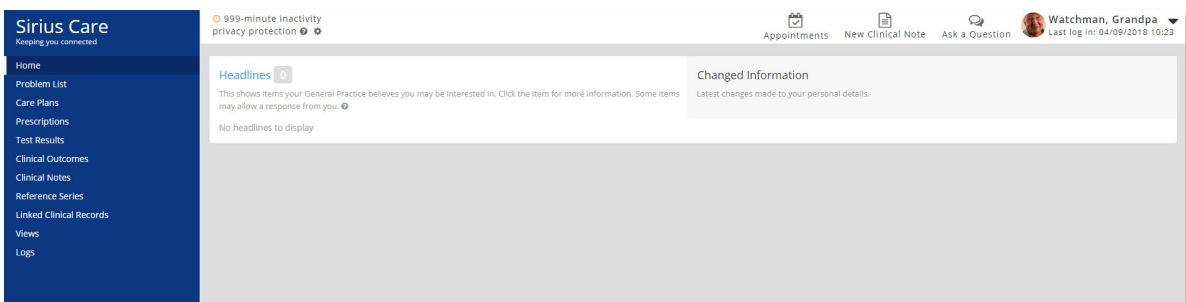 Sirius Care
Keeping you connected
Home
Problem List
Care Plans
Prescriptions
Test Results
Clinical Outcomes
Clinical Notes
Reference Series
Linked Clinical Records
Views
Logs
999-minute inactivity
privacy protection
Appointments
New Clinical Note
Ask a Question
Watchman, Grandpa
Last log in: 04/09/2018 10:23
Headlines 0
This shows items your General Practice believes you may be interested in. Click the item for more information. Some items
may allow a response from you.
No headlines to display
Changed Information
Latest changes made to your personal details.